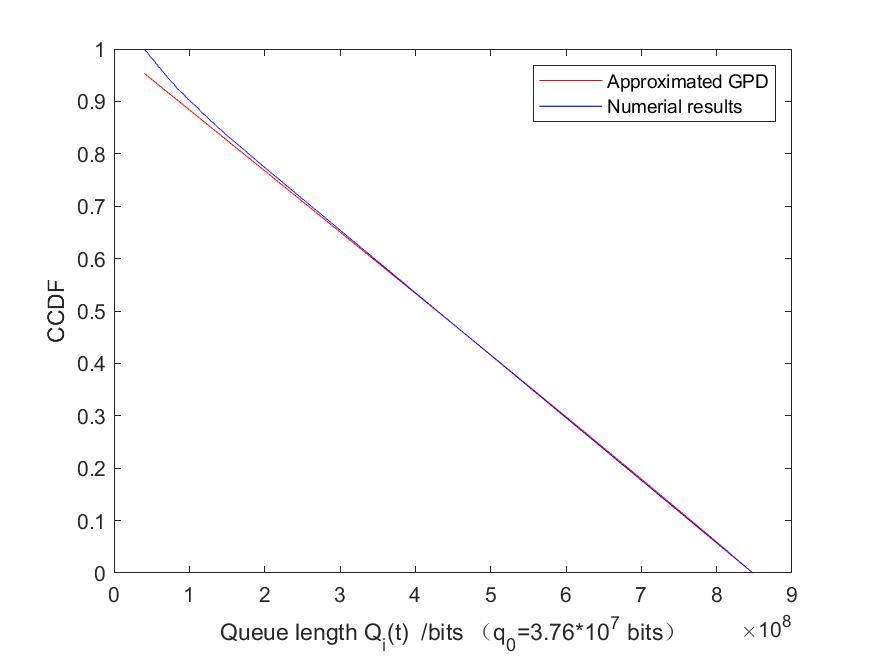 1
0.9
0.8
0.7
0.6
0.5
0.4
0.3
0.2
0.1
0
CCDF
Approximated GPD
Numerial results
0 1 2 3 4 5 6 7 8 9
×10^8
Queue length Q_i(t) /bits （q_0=3.76*10^7 bits）